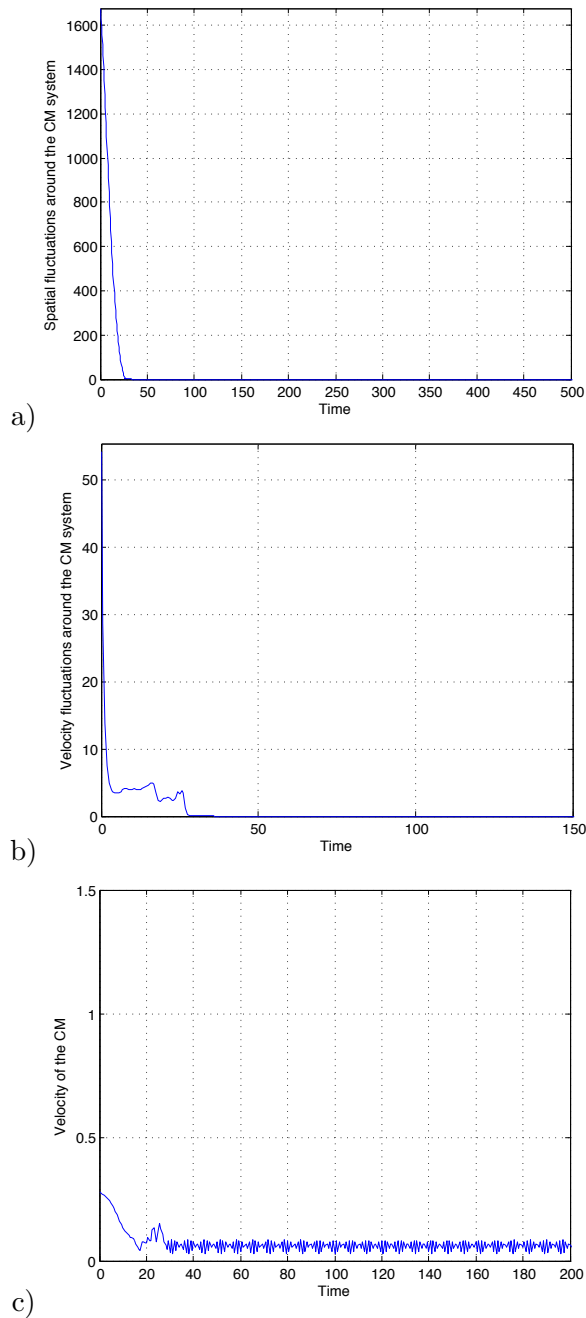 1600
1400
1200
1000
800
600
400
200
0
Spatial fluctuations around the CM system
0 50 100 150 200 250 300 350 400 450 500
Time
a)
50
40
30
20
10
0
Velocity fluctuations around the CM system
0 50 100 150
Time
b)
1.5
1
0.5
0
Velocity of the CM
0 20 40 60 80 100 120 140 160 180 200
Time
c)